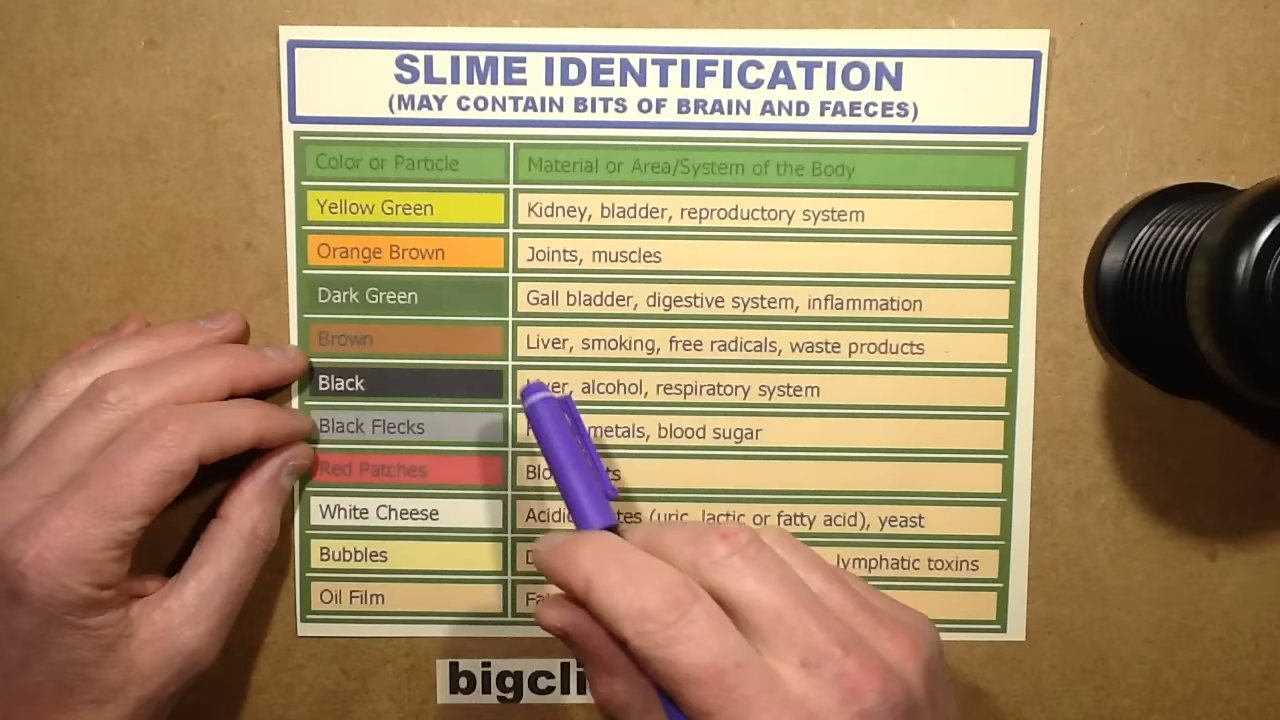 SLIME IDENTIFICATION
(MAY CONTAIN BITS OF BRAIN AND FAECES)
Color or Particle Material or Area/System of the Body
Yellow Green Kidney, bladder, reproductory system
Orange Brown Joints, muscles
Dark Green Gall bladder, digestive system, inflammation
Brown Liver, smoking, free radicals, waste products
Black Liver, alcohol, respiratory system
Black Flecks metals, blood sugar
Red Patches
White Cheese (uric, lactic or fatty acid), yeast
Bubbles lymphatic toxins
Oil Film